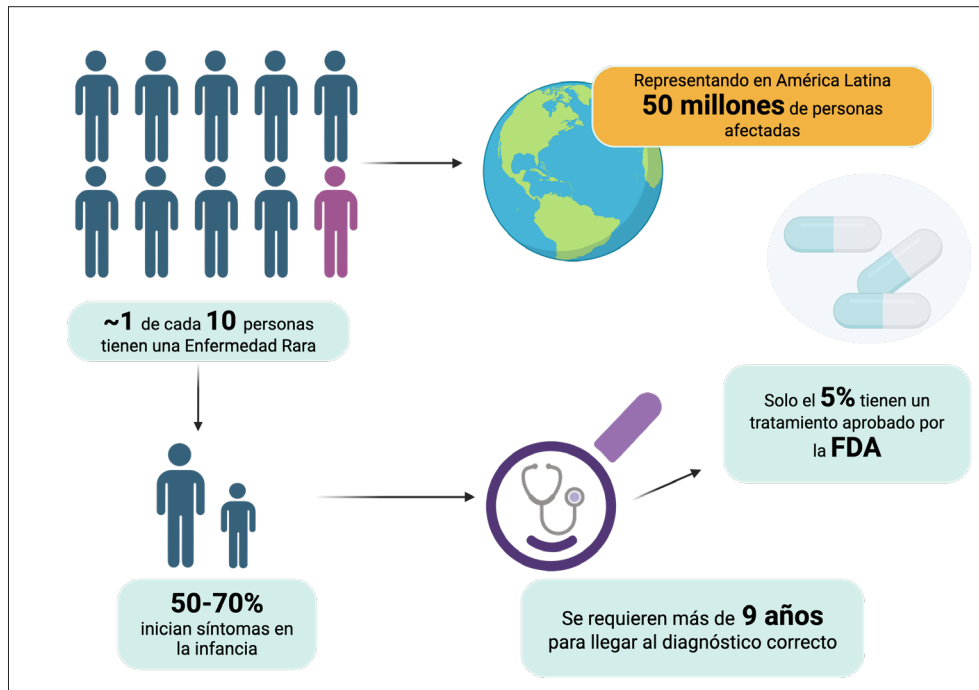 Representando en América Latina
50 millones de personas
afectadas
~1 de cada 10 personas
tienen una Enfermedad Rara
Solo el 5% tienen un
tratamiento aprobado por
la FDA
50-70%
inician síntomas en
la infancia
Se requieren más de 9 años
para llegar al diagnóstico correcto